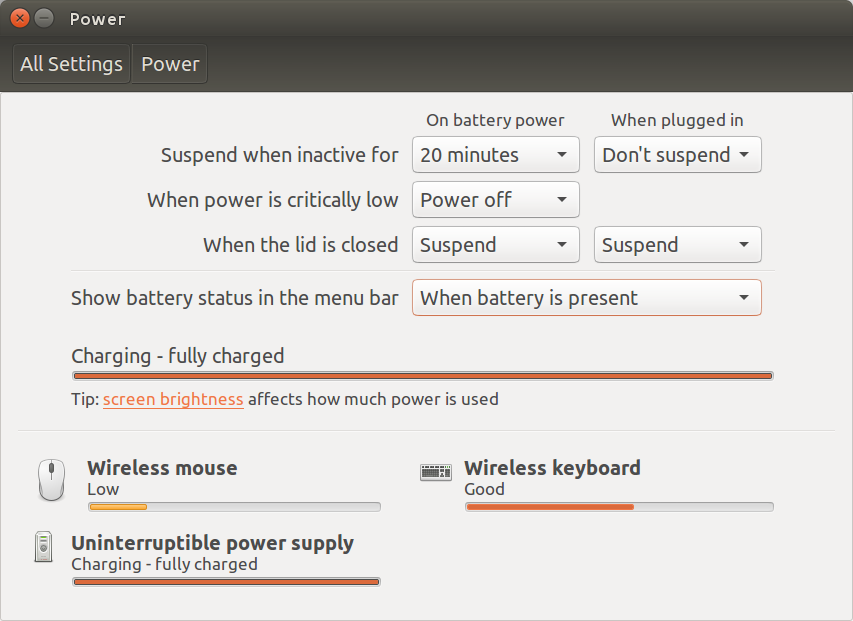 Power
All Settings Power
On battery power When plugged in
Suspend when inactive for 20 minutes Don't suspend
When power is critically low Power off
When the lid is closed Suspend Suspend
Show battery status in the menu bar When battery is present
Charging - fully charged
Tip: screen brightness affects how much power is used
Wireless mouse Wireless keyboard
Low Good
Uninterruptible power supply
Charging - fully charged